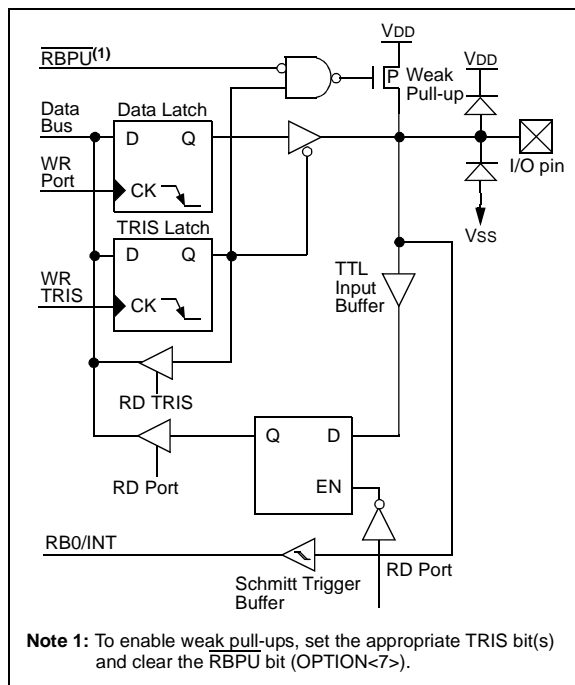 VDD
RBPU(1)
P
Weak
Pull-up
VDD
Data
Bus
Data Latch
D Q
WR
Port
CK
I/O pin
VSS
TRIS Latch
D Q
WR
TRIS
CK
TTL
Input
Buffer
RD TRIS
Q D
RD Port
EN
RB0/INT
RD Port
Schmitt Trigger
Buffer
Note 1: To enable weak pull-ups, set the appropriate TRIS bit(s)
and clear the RBPU bit (OPTION<7>).